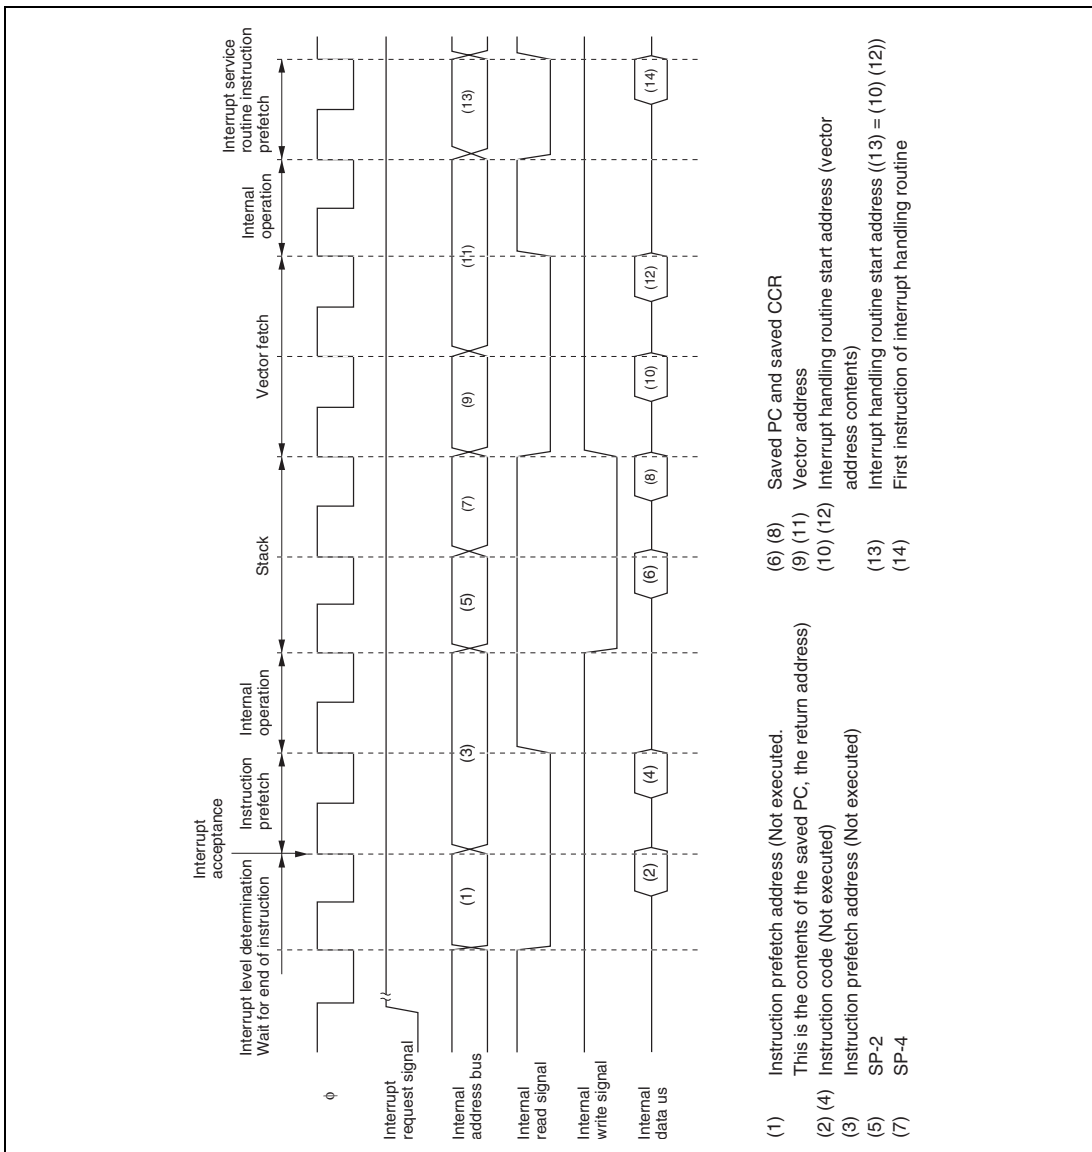 Interrupt
acceptance
Interrupt level determination
Wait for end of instruction
Instruction
prefetch
Internal
operation
Stack
Vector fetch
Internal
operation
Interrupt service
routine instruction
prefetch
φ
Interrupt
request signal
Internal
address bus
(1)
(3)
(5)
(7)
(9)
(11)
(13)
Internal
read signal
Internal
write signal
Internal
data us
(2)
(4)
(6)
(8)
(10)
(12)
(14)
(1) Instruction prefetch address (Not executed.
This is the contents of the saved PC, the return address)
(2) (4) Instruction code (Not executed)
(3) Instruction prefetch address (Not executed)
(5) SP-2
(7) SP-4
(6) (8) Saved PC and saved CCR
(9) (11) Vector address
(10) (12) Interrupt handling routine start address (vector
address contents)
(13) Interrupt handling routine start address ((13) = (10) (12))
(14) First instruction of interrupt handling routine